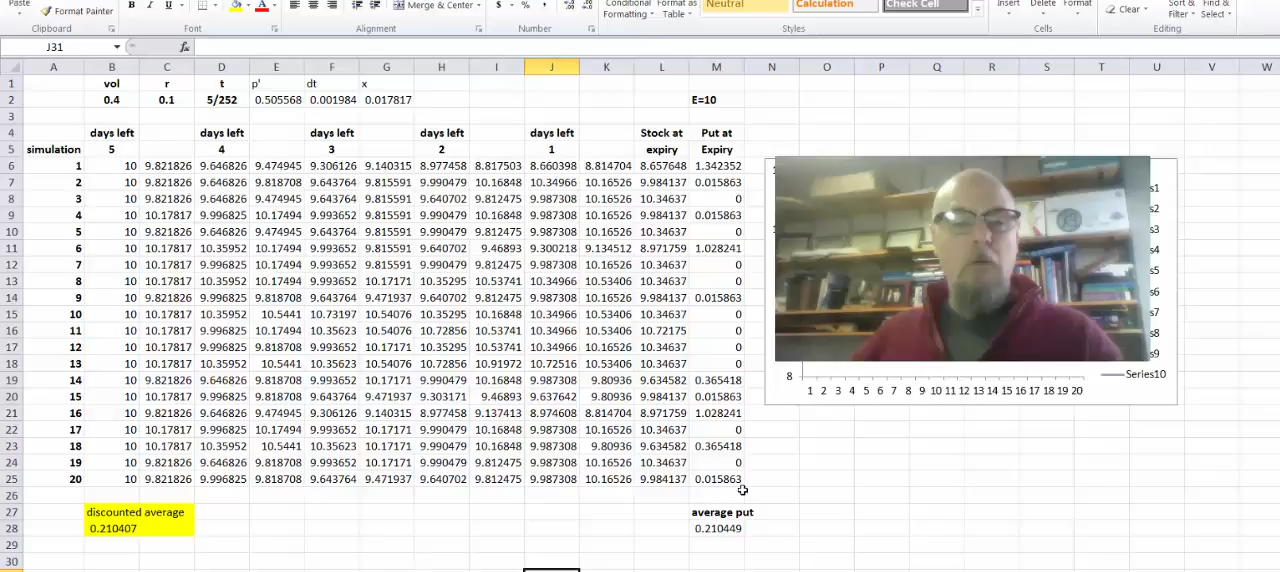 Paste Format Painter B I U A Merge & Center $ % , Conditional Formatting Format as Table Neutral Calculation Check Cell Insert Delete Format Clear Sort & Filter Find & Select
Clipboard Font Alignment Number Styles Cells Editing
J31 fx
A B C D E F G H I J K L M N O P Q R S T U V W
1 vol r t p' dt x
2 0.4 0.1 5/252 0.505568 0.001984 0.017817 E=10
3
4 days left days left days left days left days left Stock at Put at
5 simulation 5 4 3 2 1 expiry Expiry
6 1 10 9.821826 9.646826 9.474945 9.306126 9.140315 8.977458 8.817503 8.660398 8.814704 8.657648 1.342352
7 2 10 9.821826 9.646826 9.818708 9.643764 9.815591 9.990479 10.16848 10.34966 10.16526 9.984137 0.015863
8 3 10 9.821826 9.646826 9.818708 9.643764 9.815591 9.640702 9.812475 9.987308 10.16526 10.34637 0
9 4 10 10.17817 9.996825 10.17494 9.993652 9.815591 9.990479 10.16848 9.987308 10.16526 9.984137 0.015863
10 5 10 10.17817 9.996825 9.818708 9.993652 9.815591 9.990479 10.16848 9.987308 10.16526 10.34637 0
11 6 10 10.17817 10.35952 10.17494 9.993652 9.815591 9.640702 9.46893 9.300218 9.134512 8.971759 1.028241
12 7 10 10.17817 9.996825 10.17494 9.993652 9.815591 9.990479 9.812475 9.987308 10.16526 10.34637 0
13 8 10 10.17817 10.35952 10.17494 9.993652 10.17171 10.35295 10.53741 10.34966 10.53406 10.34637 0
14 9 10 10.17817 9.996825 9.818708 9.643764 9.471937 9.640702 9.812475 9.987308 10.16526 9.984137 0.015863
15 10 10 10.17817 10.35952 10.5441 10.73197 10.54076 10.35295 10.16848 10.34966 10.53406 10.34637 0
16 11 10 10.17817 9.996825 10.17494 10.35623 10.54076 10.72856 10.53741 10.34966 10.53406 10.72175 0
17 12 10 10.17817 9.996825 9.818708 9.993652 10.17171 10.35295 10.53741 10.34966 10.16526 10.34637 0
18 13 10 10.17817 10.35952 10.5441 10.35623 10.54076 10.72856 10.91972 10.72516 10.53406 10.34637 0
19 14 10 9.821826 9.646826 9.818708 9.993652 10.17171 9.990479 10.16848 9.987308 9.80936 9.634582 0.365418
20 15 10 9.821826 9.996825 9.818708 9.643764 9.471937 9.303171 9.46893 9.637642 9.80936 9.984137 0.015863
21 16 10 9.821826 9.646826 9.474945 9.306126 9.140315 8.977458 9.137413 8.974608 8.814704 8.971759 1.028241
22 17 10 10.17817 9.996825 10.17494 9.993652 10.17171 9.990479 10.16848 9.987308 10.16526 10.34637 0
23 18 10 10.17817 10.35952 10.5441 10.35623 10.17171 9.990479 10.16848 9.987308 9.80936 9.634582 0.365418
24 19 10 9.821826 9.996825 9.818708 9.993652 10.17171 9.990479 9.812475 9.987308 10.16526 10.34637 0
25 20 10 9.821826 9.996825 9.818708 9.643764 9.471937 9.640702 9.812475 9.987308 10.16526 9.984137 0.015863
26
27 discounted average average put
28 0.210407 0.210449
29
30
s1
s2
s3
s4
s5
s6
s7
s8
s9
8 Series10
1 2 3 4 5 6 7 8 9 10 11 12 13 14 15 16 17 18 19 20